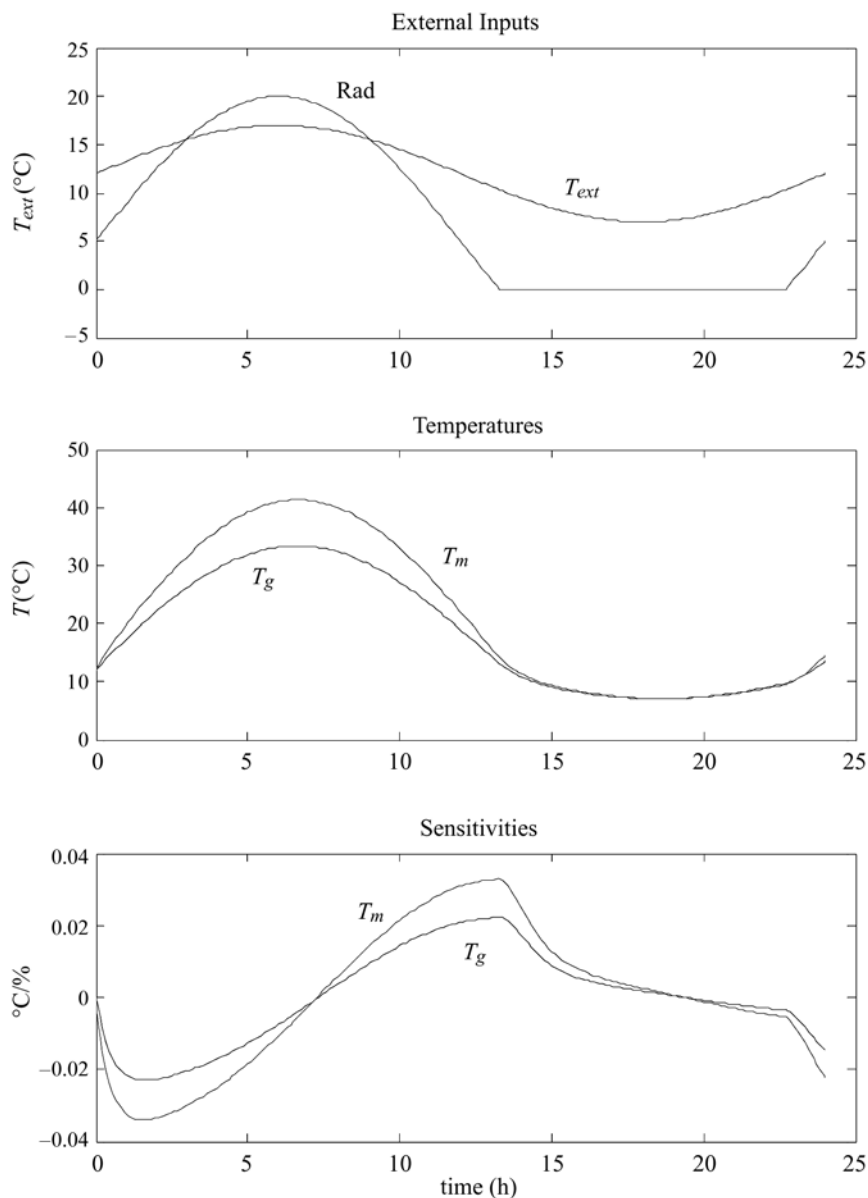 External Inputs
25
20
15
10
5
0
–5
T_ext (°C)
Rad
T_ext
0 5 10 15 20 25
Temperatures
50
40
30
20
10
0
T(°C)
T_m
T_g
0 5 10 15 20 25
Sensitivities
0.04
0.02
0
–0.02
–0.04
°C/%
T_m
T_g
0 5 10 15 20 25
time (h)